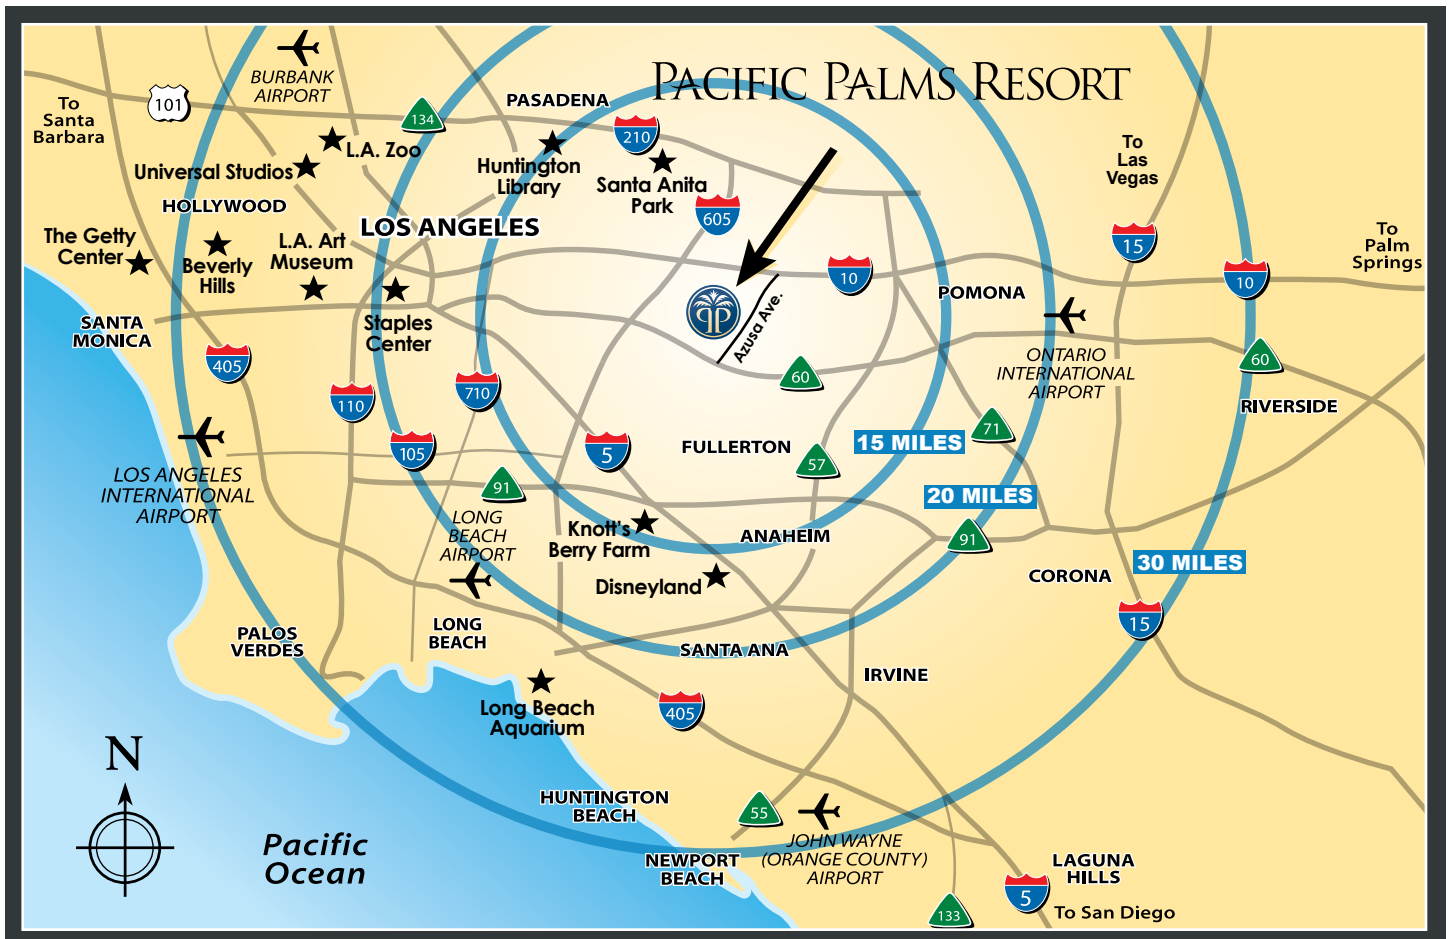 PACIFIC PALMS RESORT
BURBANK
AIRPORT
To
Santa
Barbara
101
134
PASADENA
210
L.A. Zoo
Universal Studios
Huntington
Library
Santa Anita
Park
To
Las
Vegas
HOLLYWOOD
LOS ANGELES
605
15
The Getty
Center
Beverly
Hills
L.A. Art
Museum
To
Palm
Springs
10
10
POMONA
PP
Azusa Ave.
SANTA
MONICA
Staples
Center
405
110
710
60
ONTARIO
INTERNATIONAL
AIRPORT
60
RIVERSIDE
105
5
FULLERTON
15 MILES
71
57
LOS ANGELES
INTERNATIONAL
AIRPORT
91
20 MILES
LONG
BEACH
AIRPORT
Knott's
Berry Farm
ANAHEIM
91
30 MILES
Disneyland
CORONA
15
PALOS
VERDES
LONG
BEACH
SANTA ANA
IRVINE
Long Beach
Aquarium
405
N
HUNTINGTON
BEACH
55
Pacific
Ocean
JOHN WAYNE
(ORANGE COUNTY)
AIRPORT
NEWPORT
BEACH
LAGUNA
HILLS
5
133
To San Diego